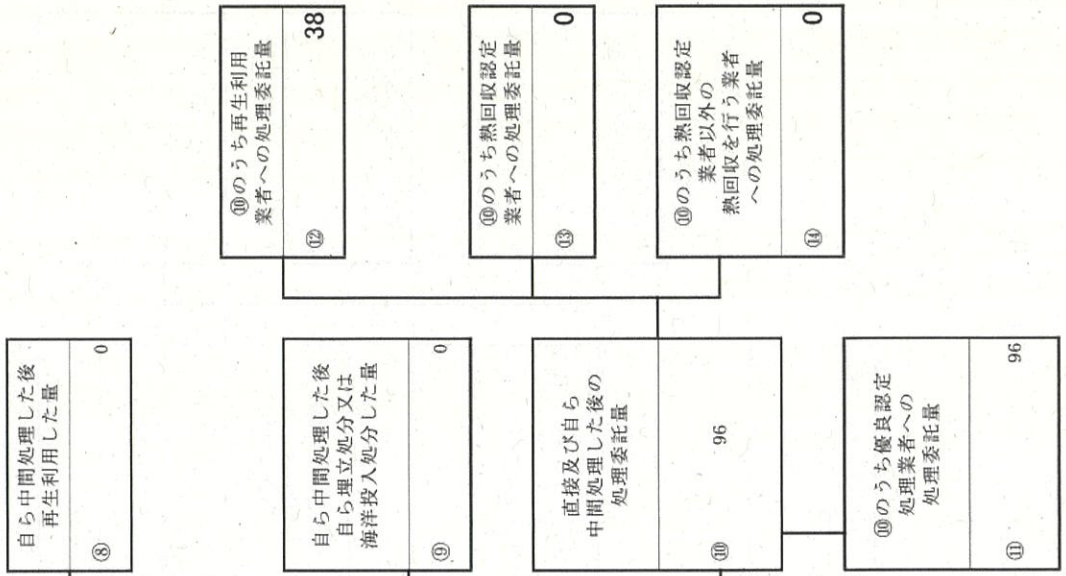 自ら中間処理した後
再生利用した量
⑧ 0
自ら中間処理した後
自ら埋立処分又は
海洋投入処分した量
⑨ 0
直接及び自ら
中間処理した後の
処理委託量
⑩ 96
⑩のうち優良認定
処理業者への
処理委託量
⑪ 96
⑩のうち再生利用
業者への処理委託量
⑫ 38
⑩のうち熱回収認定
業者への処理委託量
⑬ 0
⑩のうち熱回収認定
業者以外の
熱回収を行う業者
への処理委託量
⑭ 0